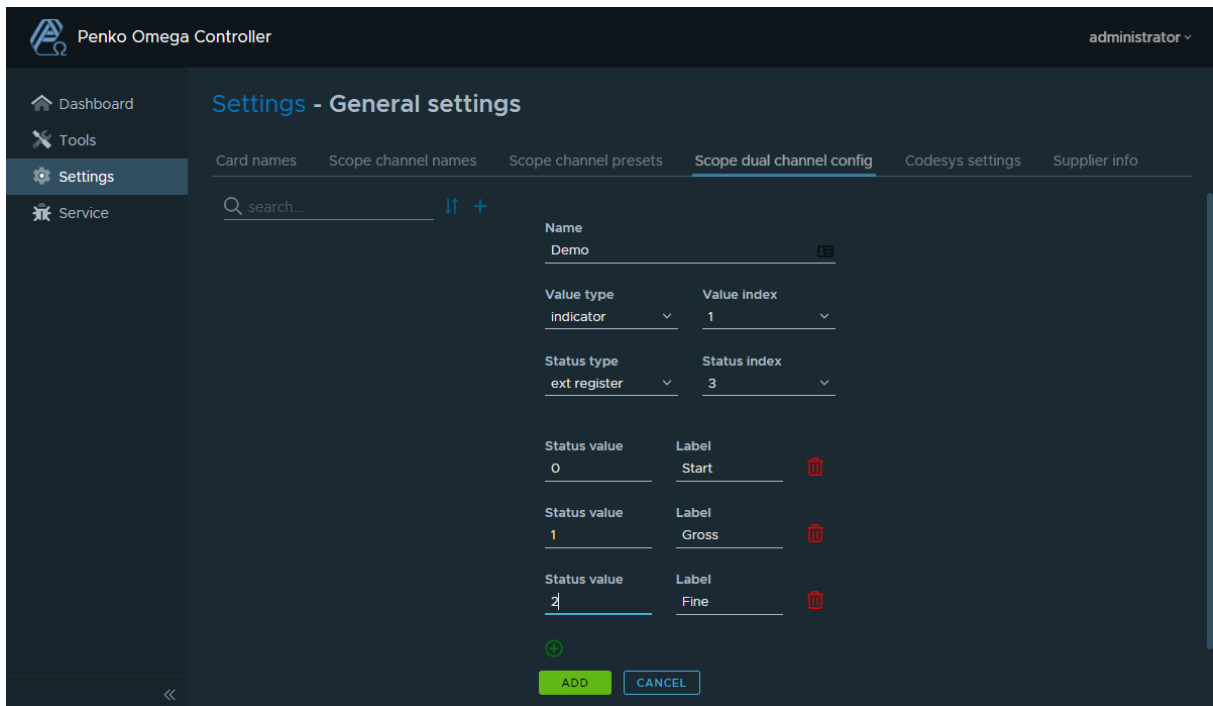 Penko Omega Controller
administrator
Dashboard
Tools
Settings
Service
Settings - General settings
Card names Scope channel names Scope channel presets Scope dual channel config Codesys settings Supplier info
search...
Name
Demo
Value type Value index
indicator 1
Status type Status index
ext register 3
Status value Label
0 Start
Status value Label
1 Gross
Status value Label
2 Fine
ADD CANCEL